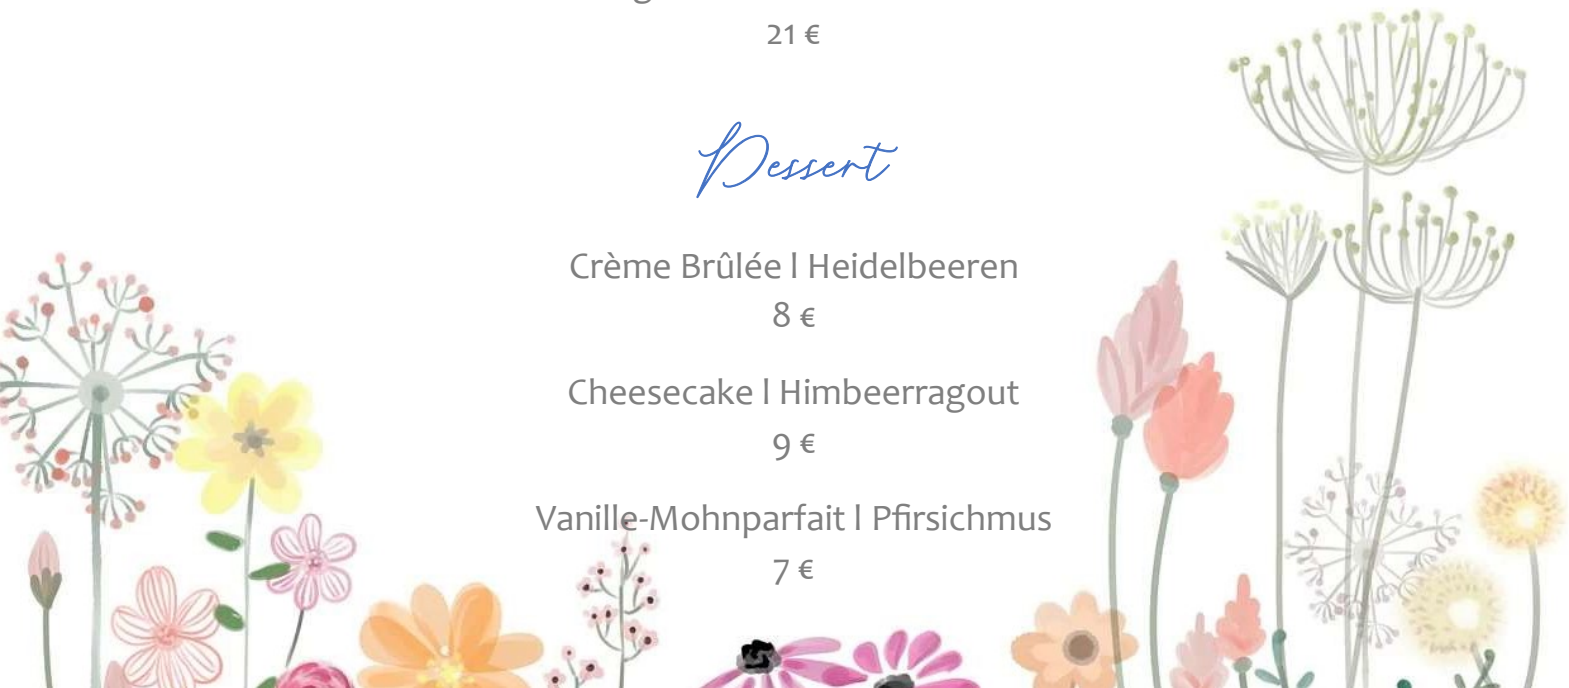 21 €
Dessert
Crème Brûlée l Heidelbeeren
8 €
Cheesecake l Himbeerragout
9 €
Vanille-Mohnparfait l Pfirsichmus
7 €